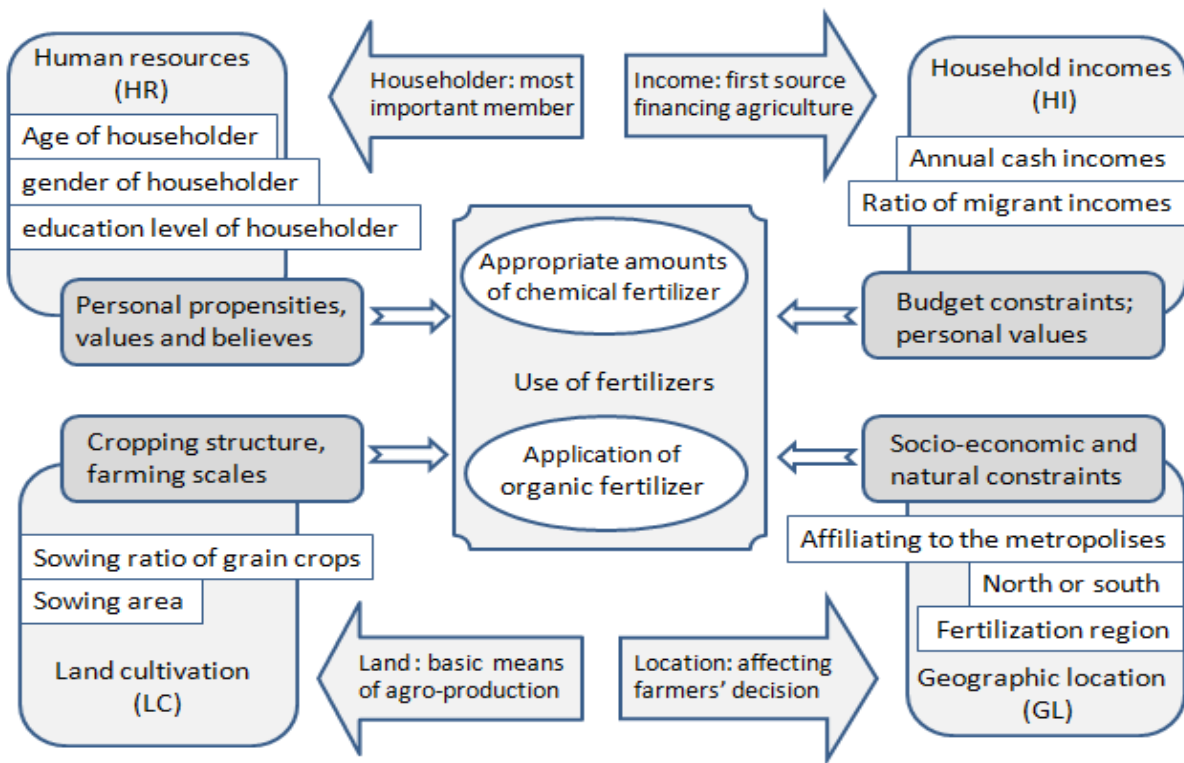 Human resources
(HR)
Age of householder
gender of householder
education level of householder
Personal propensities,
values and believes
Householder: most
important member
Income: first source
financing agriculture
Household incomes
(HI)
Annual cash incomes
Ratio of migrant incomes
Budget constraints;
personal values
Appropriate amounts
of chemical fertilizer
Use of fertilizers
Application of
organic fertilizer
Cropping structure,
farming scales
Sowing ratio of grain crops
Sowing area
Land cultivation
(LC)
Land : basic means
of agro-production
Location: affecting
farmers’ decision
Socio-economic and
natural constraints
Affiliating to the metropolises
North or south
Fertilization region
Geographic location
(GL)